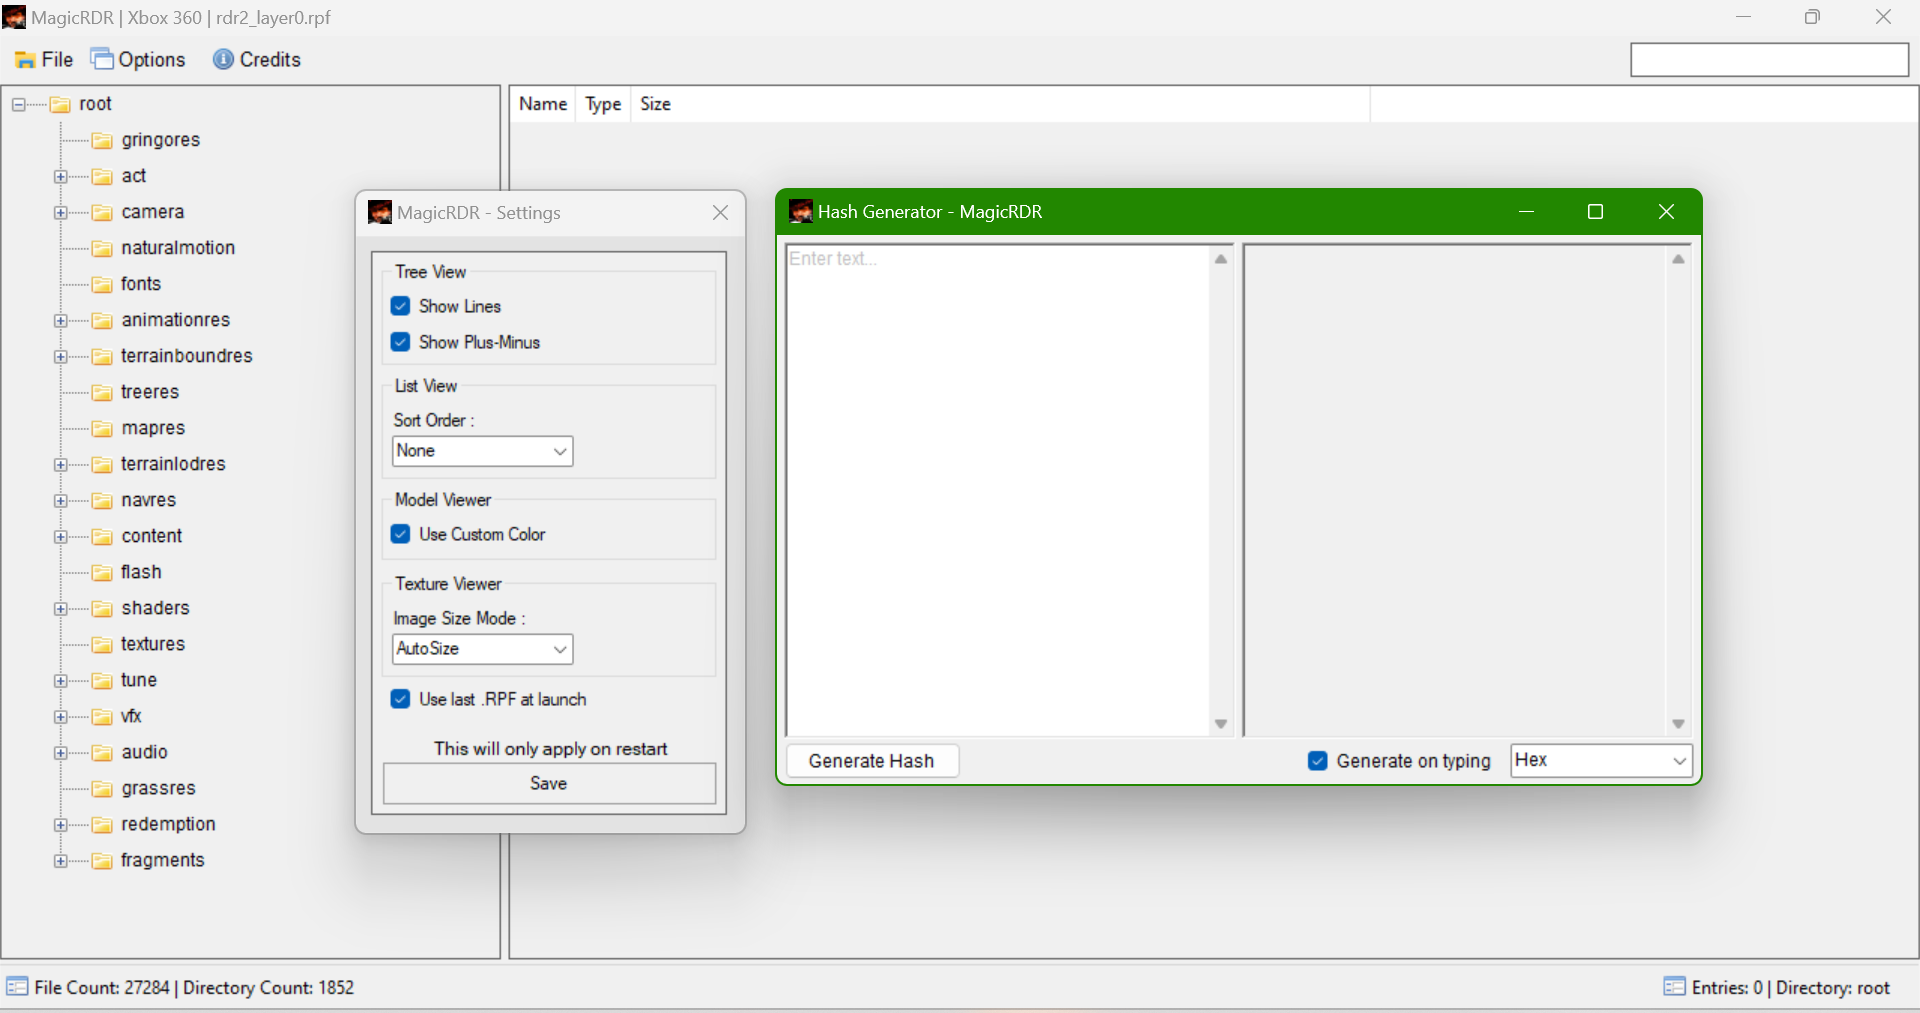 MagicRDR | Xbox 360 | rdr2_layer0.rpf
File Options Credits
root
gringores
act
camera
naturalmotion
fonts
animationres
terrainboundres
treeres
mapres
terrainlodres
navres
content
flash
shaders
textures
tune
vfx
audio
grassres
redemption
fragments
Name Type Size
MagicRDR - Settings
Tree View
Show Lines
Show Plus-Minus
List View
Sort Order :
None
Model Viewer
Use Custom Color
Texture Viewer
Image Size Mode :
AutoSize
Use last .RPF at launch
This will only apply on restart
Save
Hash Generator - MagicRDR
Enter text...
Generate Hash
Generate on typing
Hex
File Count: 27284 | Directory Count: 1852
Entries: 0 | Directory: root